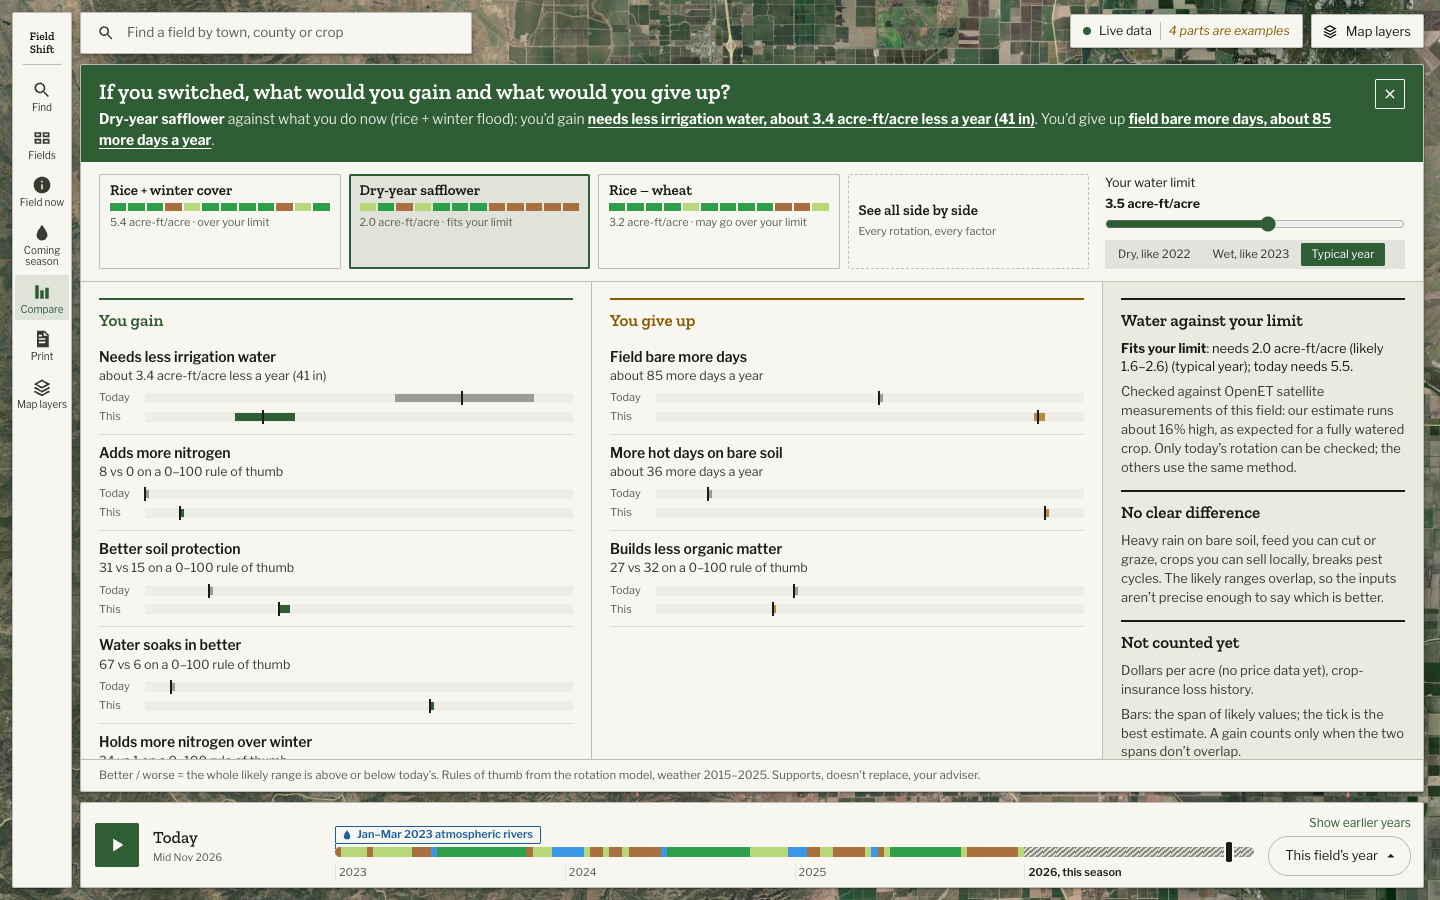 Field
Shift
Find
Fields
Field now
Coming
season
Compare
Print
Map layers
Find a field by town, county or crop
Live data
4 parts are examples
Map layers
If you switched, what would you gain and what would you give up?
Dry-year safflower against what you do now (rice + winter flood): you’d gain needs less irrigation water, about 3.4 acre-ft/acre less a year (41 in). You’d give up field bare more days, about 85
more days a year.
Rice + winter cover
5.4 acre-ft/acre · over your limit
Dry-year safflower
2.0 acre-ft/acre · fits your limit
Rice – wheat
3.2 acre-ft/acre · may go over your limit
See all side by side
Every rotation, every factor
Your water limit
3.5 acre-ft/acre
Dry, like 2022
Wet, like 2023
Typical year
You gain
Needs less irrigation water
about 3.4 acre-ft/acre less a year (41 in)
Today
This
Adds more nitrogen
8 vs 0 on a 0–100 rule of thumb
Today
This
Better soil protection
31 vs 15 on a 0–100 rule of thumb
Today
This
Water soaks in better
67 vs 6 on a 0–100 rule of thumb
Today
This
Holds more nitrogen over winter
You give up
Field bare more days
about 85 more days a year
Today
This
More hot days on bare soil
about 36 more days a year
Today
This
Builds less organic matter
27 vs 32 on a 0–100 rule of thumb
Today
This
Water against your limit
Fits your limit: needs 2.0 acre-ft/acre (likely
1.6–2.6) (typical year); today needs 5.5.
Checked against OpenET satellite
measurements of this field: our estimate runs
about 16% high, as expected for a fully watered
crop. Only today’s rotation can be checked; the
others use the same method.
No clear difference
Heavy rain on bare soil, feed you can cut or
graze, crops you can sell locally, breaks pest
cycles. The likely ranges overlap, so the inputs
aren’t precise enough to say which is better.
Not counted yet
Dollars per acre (no price data yet), crop-
insurance loss history.
Bars: the span of likely values; the tick is the
best estimate. A gain counts only when the two
spans don’t overlap.
Better / worse = the whole likely range is above or below today’s. Rules of thumb from the rotation model, weather 2015–2025. Supports, doesn’t replace, your adviser.
Today
Mid Nov 2026
Jan–Mar 2023 atmospheric rivers
2023
2024
2025
2026, this season
Show earlier years
This field’s year